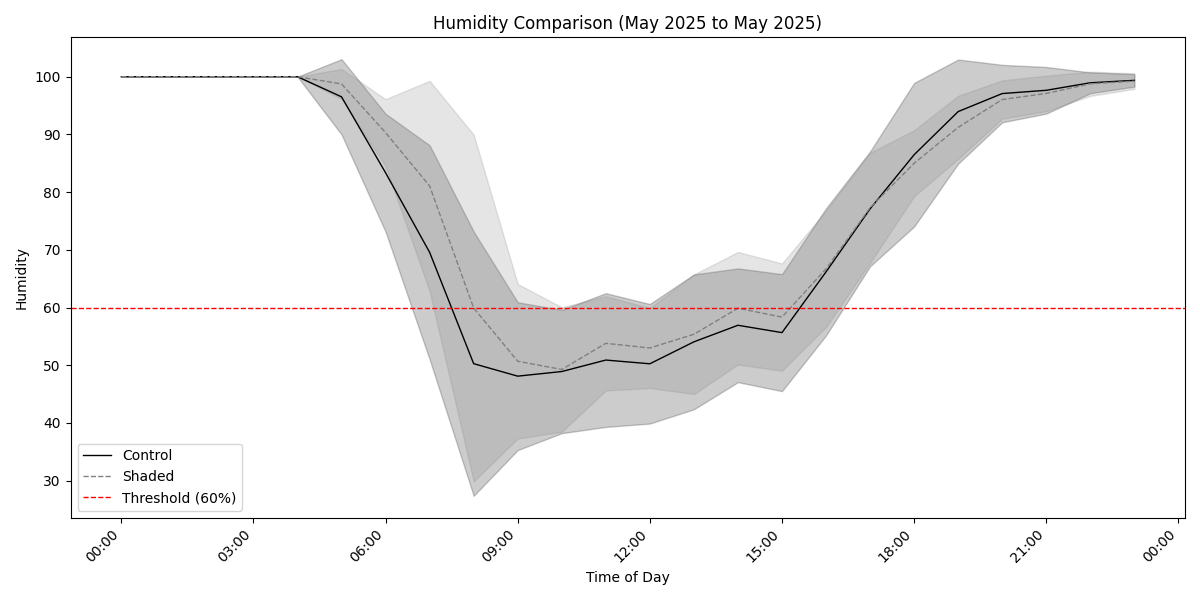 Humidity Comparison (May 2025 to May 2025)
Humidity
100
90
80
70
60
50
40
30
Control
Shaded
Threshold (60%)
00:00
03:00
06:00
09:00
12:00
15:00
18:00
21:00
00:00
Time of Day